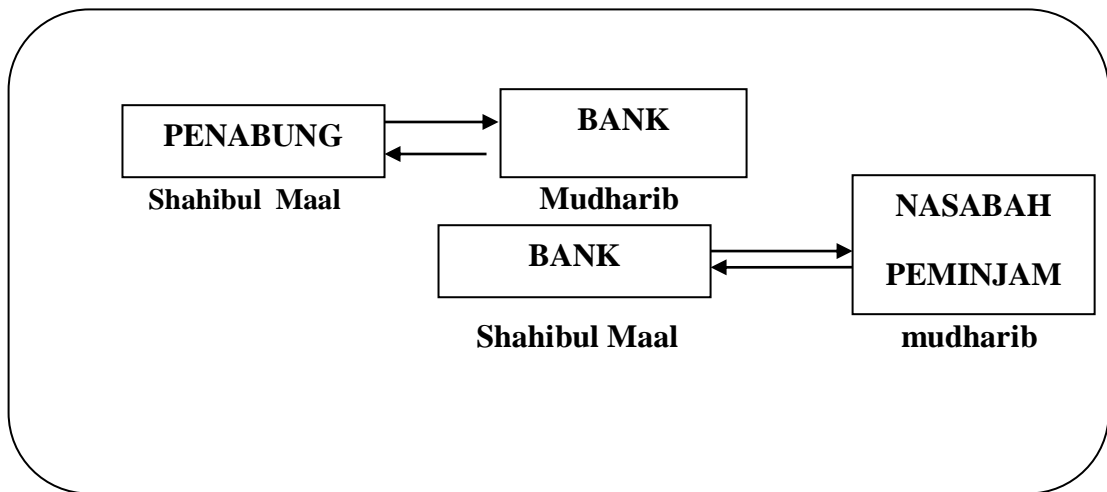 PENABUNG
BANK
Shahibul Maal
Mudharib
BANK
NASABAH
PEMINJAM
Shahibul Maal
mudharib